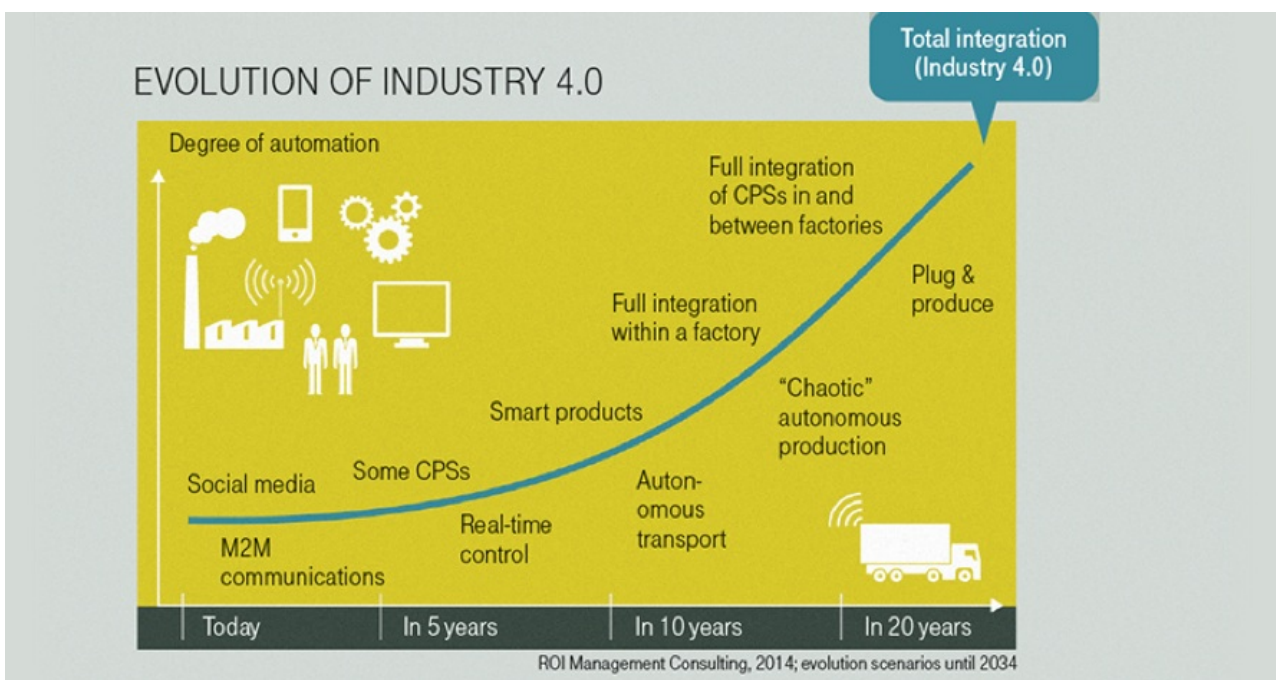 Total integration
(Industry 4.0)
EVOLUTION OF INDUSTRY 4.0
Degree of automation
Full integration
of CPSs in and
between factories
Plug &
produce
Full integration
within a factory
"Chaotic"
autonomous
production
Smart products
Some CPSs
Social media
Auton-
omous
transport
Real-time
control
M2M
communications
Today
In 5 years
In 10 years
In 20 years
ROI Management Consulting, 2014; evolution scenarios until 2034